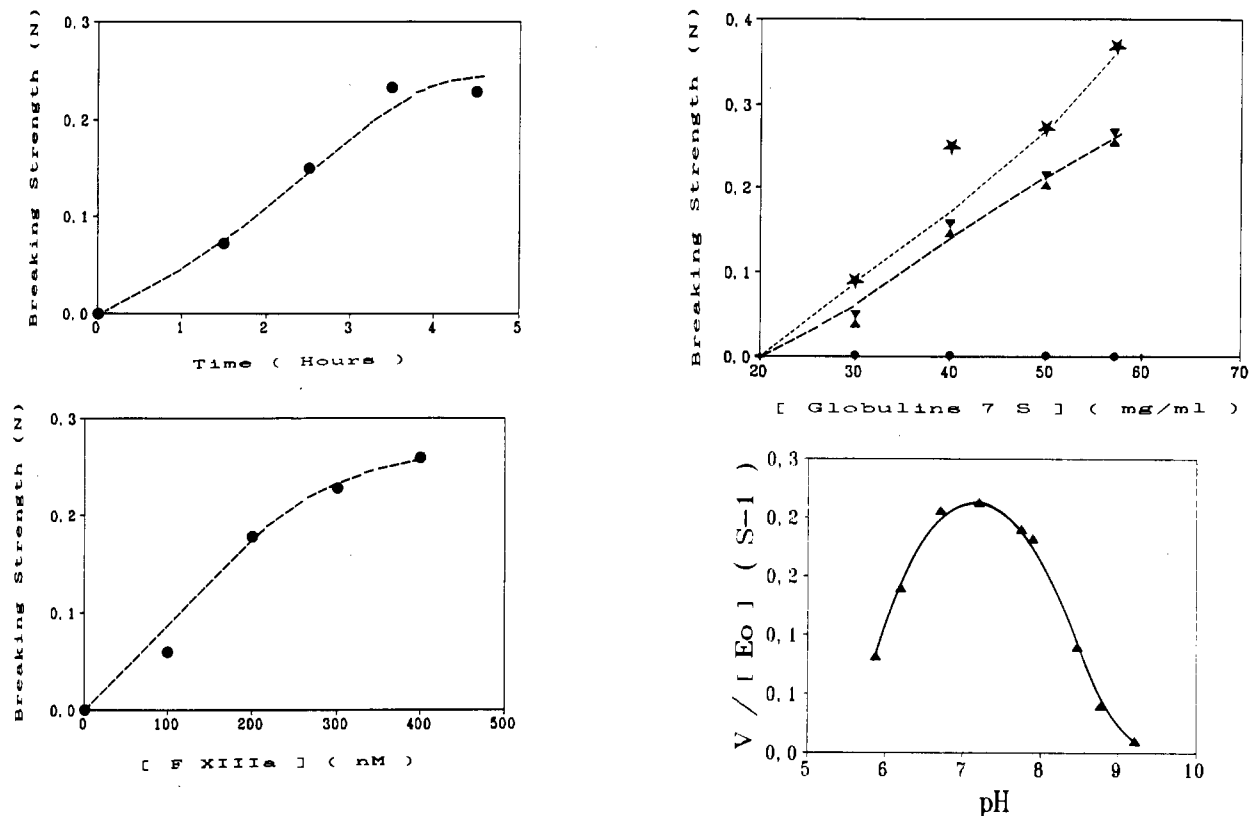 Breaking Strength (N)
0,3
0,2
0,1
0,0
0 1 2 3 4 5
Time ( Hours )
Breaking Strength (N)
0,4
0,3
0,2
0,1
0,0
20 30 40 50 60 70
[ Globulins 7 S ] ( mg/ml )
Breaking Strength (N)
0,3
0,2
0,1
0,0
0 100 200 300 400 500
[ F XIIIa ] ( nM )
V / [ Eo ] ( S-1 )
0,3
0,2
0,2
0,1
0,1
0,0
5 6 7 8 9 10
pH